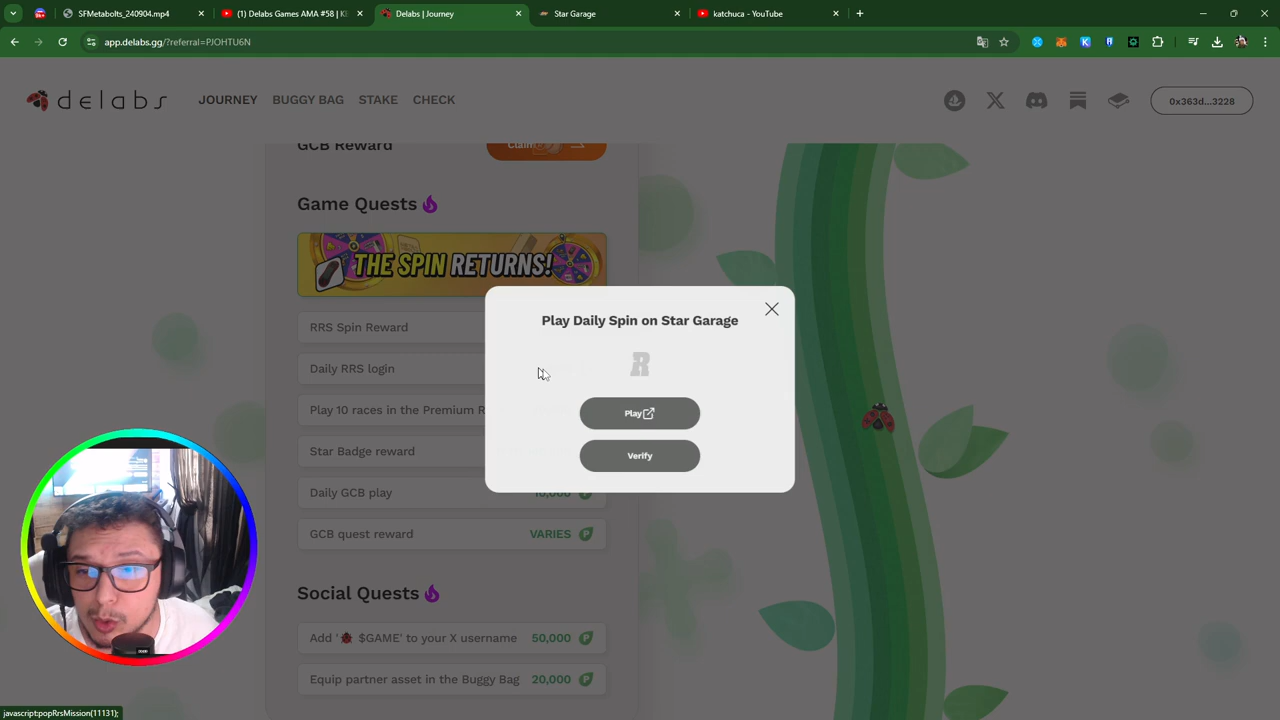 SFMetabolts_240904.mp4
(1) Delabs Games AMA #58 | Ki
Delabs | Journey
Star Garage
katchuca - YouTube
app.delabs.gg/?referral=PJOHTU6N
delabs
JOURNEY
BUGGY BAG
STAKE
CHECK
0x363d...3228
GCB Reward
Claim
Game Quests
THE SPIN RETURNS!
RRS Spin Reward
Daily RRS login
Play 10 races in the Premium R
Star Badge reward
Daily GCB play
10,000
GCB quest reward
VARIES
Play Daily Spin on Star Garage
R
Play
Verify
Social Quests
Add '🐞 $GAME' to your X username
50,000
Equip partner asset in the Buggy Bag
20,000
javascript:popRrsMission(11131);